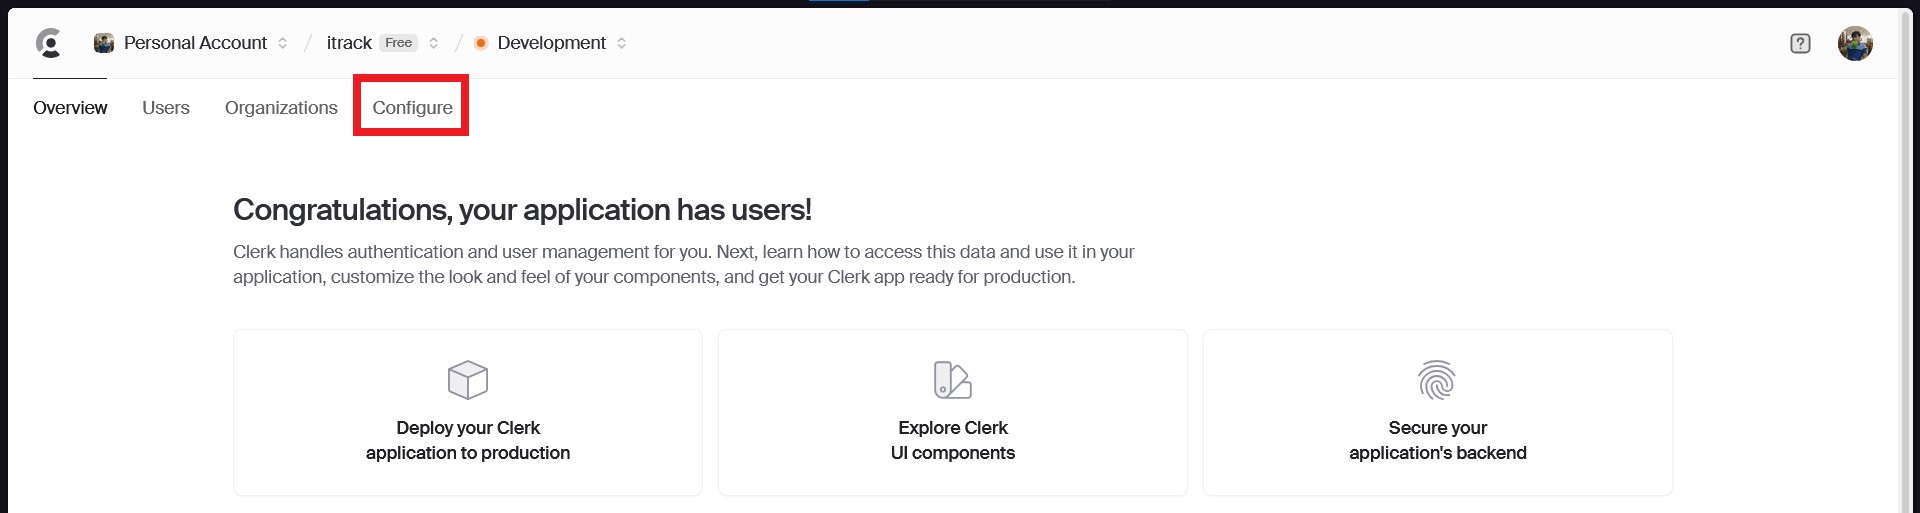 Personal Account / itrack Free / Development ?
Overview Users Organizations Configure
Congratulations, your application has users!
Clerk handles authentication and user management for you. Next, learn how to access this data and use it in your
application, customize the look and feel of your components, and get your Clerk app ready for production.
Deploy your Clerk
application to production
Explore Clerk
UI components
Secure your
application's backend